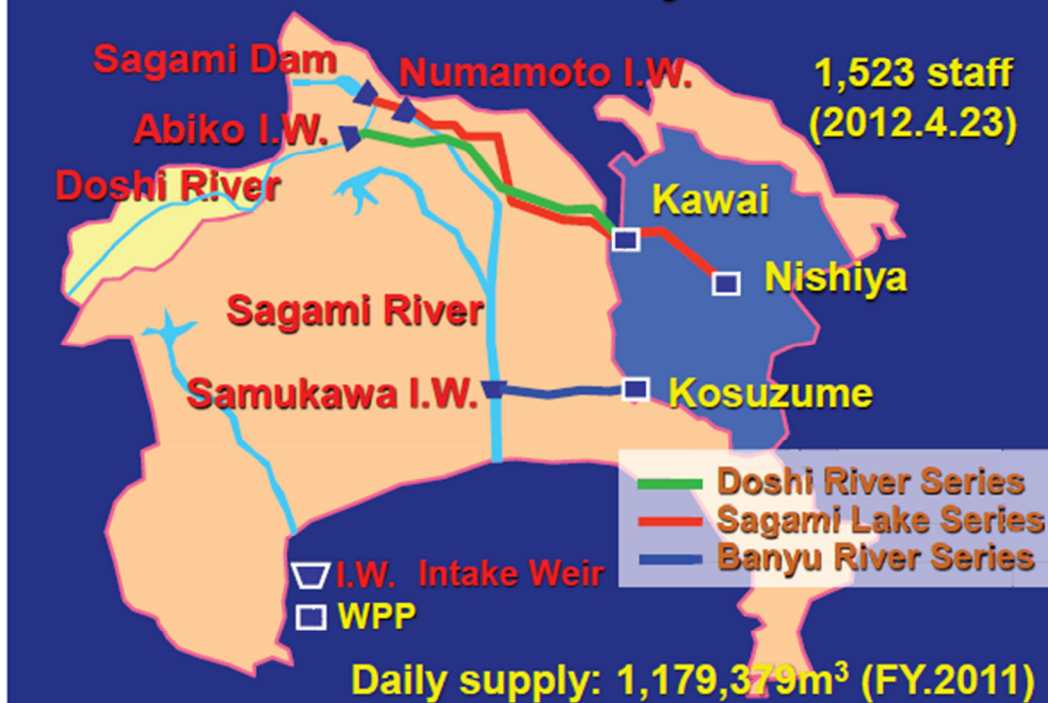 Sagami Dam
Numamoto I.W.
1,523 staff
(2012.4.23)
Abiko I.W.
Doshi River
Kawai
Nishiya
Sagami River
Samukawa I.W.
Kosuzume
Doshi River Series
Sagami Lake Series
Banyu River Series
I.W. Intake Weir
WPP
Daily supply: 1,179,379m³ (FY.2011)